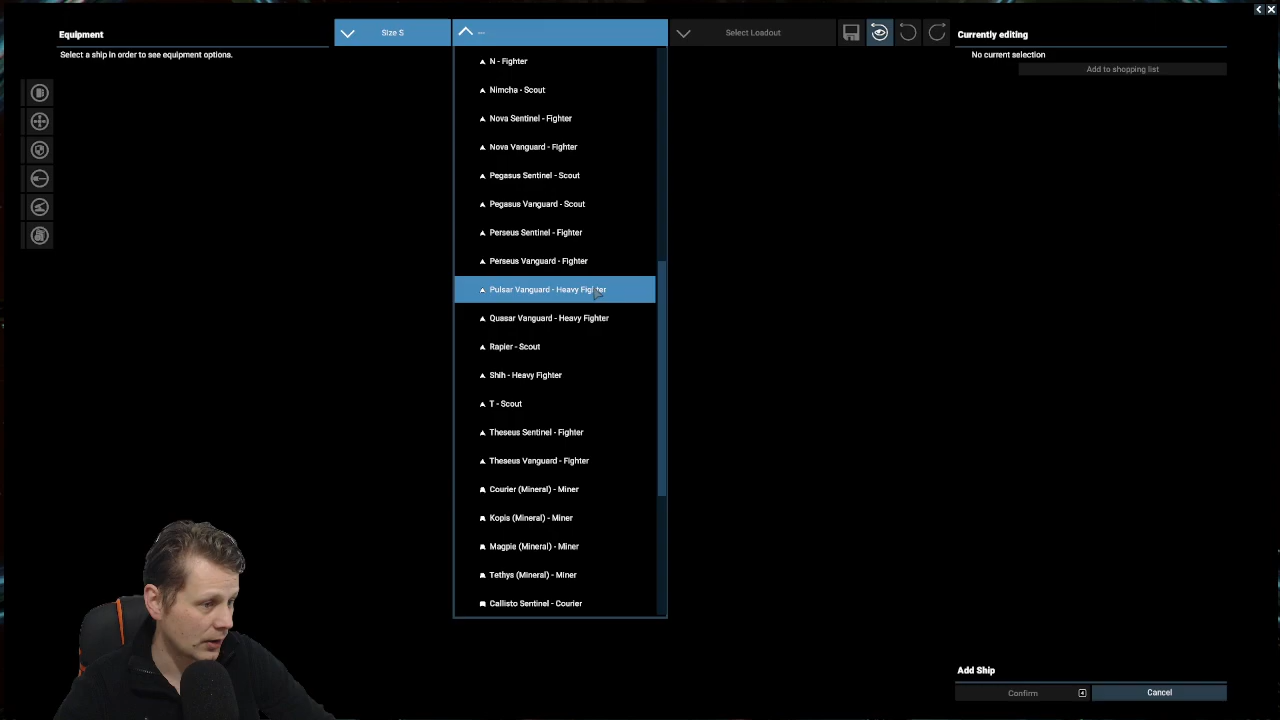 Equipment
Select a ship in order to see equipment options.
Size S
---
Select Loadout
Currently editing
No current selection
Add to shopping list
N - Fighter
Nimcha - Scout
Nova Sentinel - Fighter
Nova Vanguard - Fighter
Pegasus Sentinel - Scout
Pegasus Vanguard - Scout
Perseus Sentinel - Fighter
Perseus Vanguard - Fighter
Pulsar Vanguard - Heavy Fighter
Quasar Vanguard - Heavy Fighter
Rapier - Scout
Shih - Heavy Fighter
T - Scout
Theseus Sentinel - Fighter
Theseus Vanguard - Fighter
Courier (Mineral) - Miner
Kopis (Mineral) - Miner
Magpie (Mineral) - Miner
Tethys (Mineral) - Miner
Callisto Sentinel - Courier
Add Ship
Confirm
Cancel